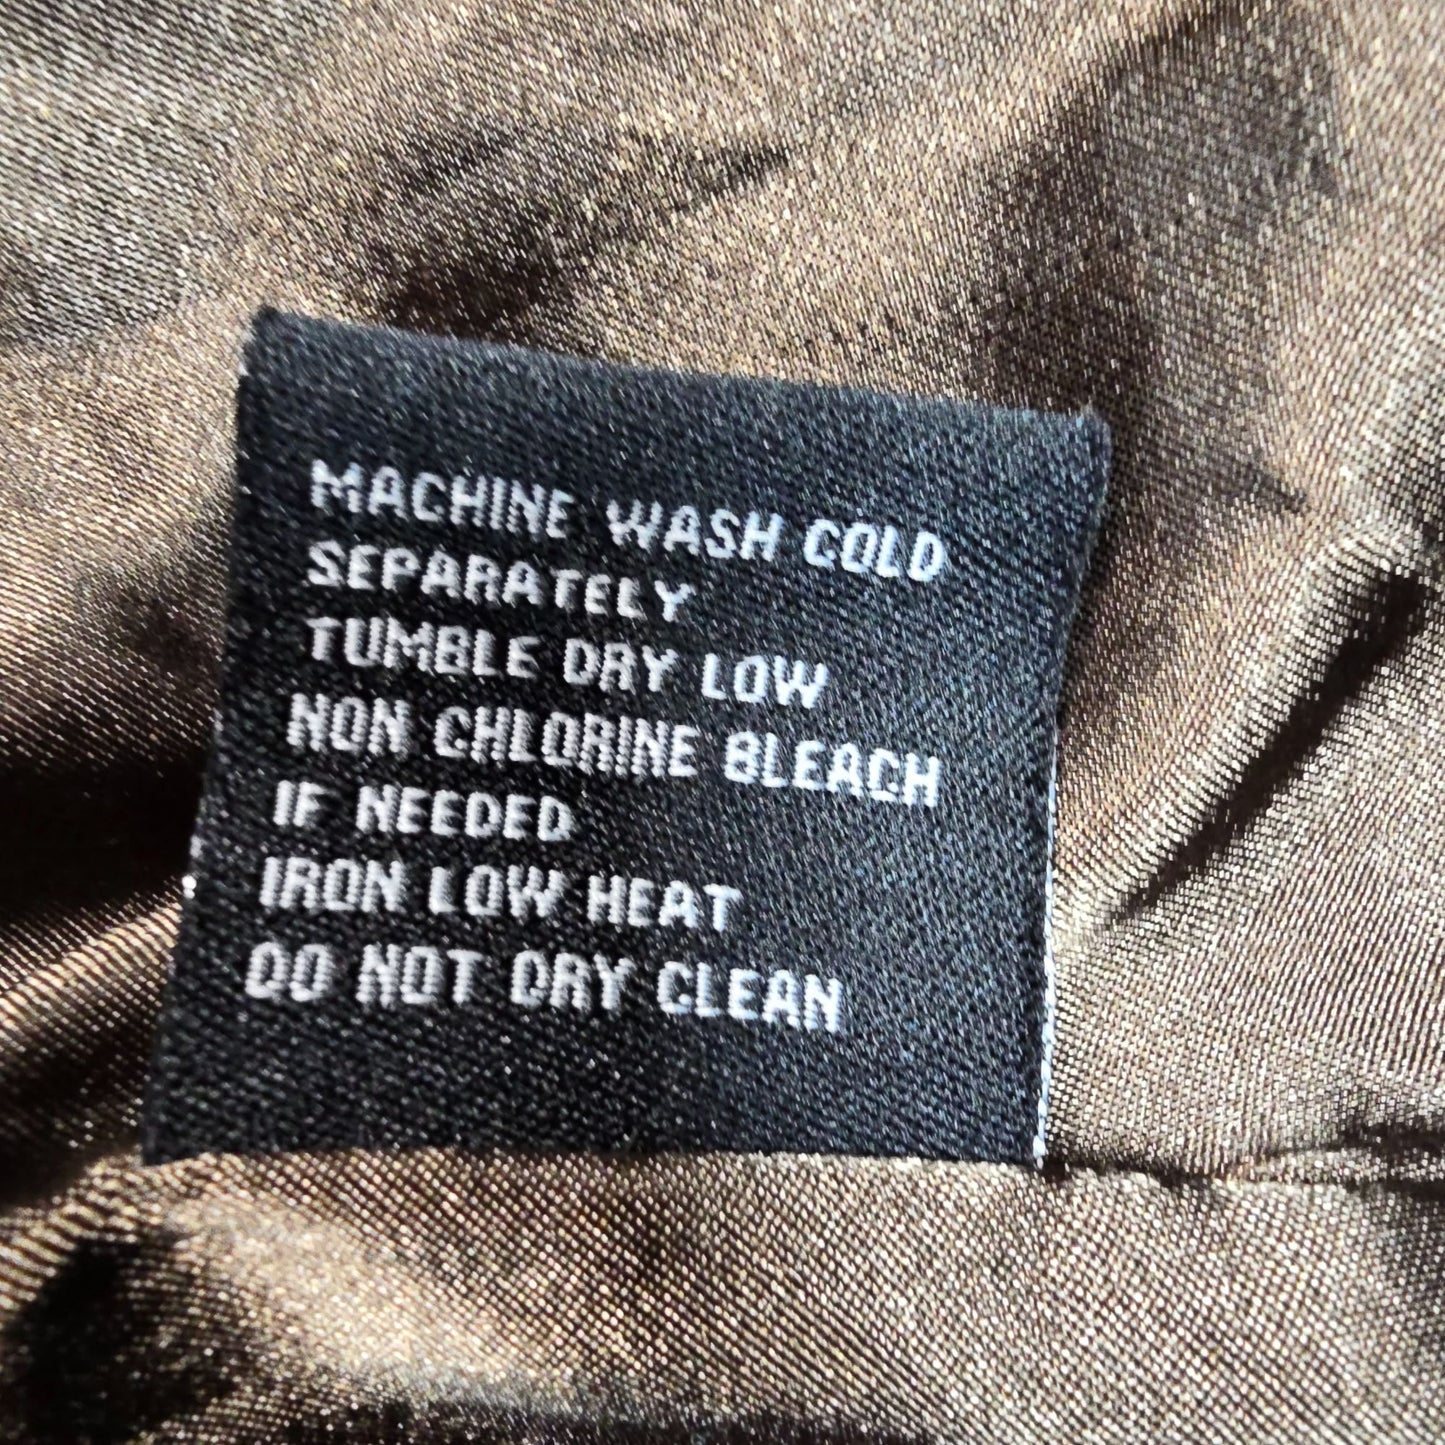 MACHINE WASH COLD
SEPARATELY
TUMBLE DRY LOW
NON CHLORINE BLEACH
IF NEEDED
IRON LOW HEAT
DO NOT DRY CLEAN